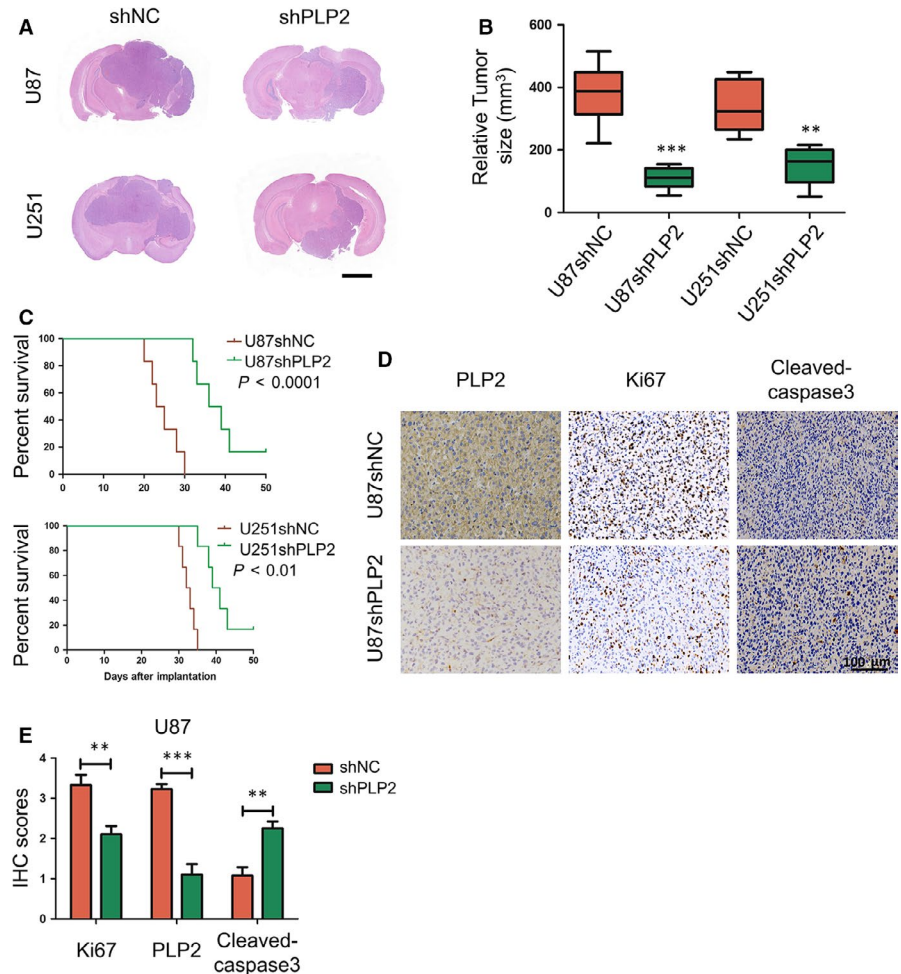 A
shNC
shPLP2
U87
U251
B
Relative Tumor
size (mm³)
600
400
200
0
***
**
U87shNC
U87shPLP2
U251shNC
U251shPLP2
C
Percent survival
100
80
60
40
20
0
0
10
20
30
40
50
U87shNC
U87shPLP2
P < 0.0001
Percent survival
100
80
60
40
20
0
0
10
20
30
40
50
U251shNC
U251shPLP2
P < 0.01
Days after implantation
D
PLP2
Ki67
Cleaved-
caspase3
U87shNC
U87shPLP2
100 µm
E
U87
IHC scores
4
3
2
1
0
**
***
**
shNC
shPLP2
Ki67
PLP2
Cleaved-
caspase3